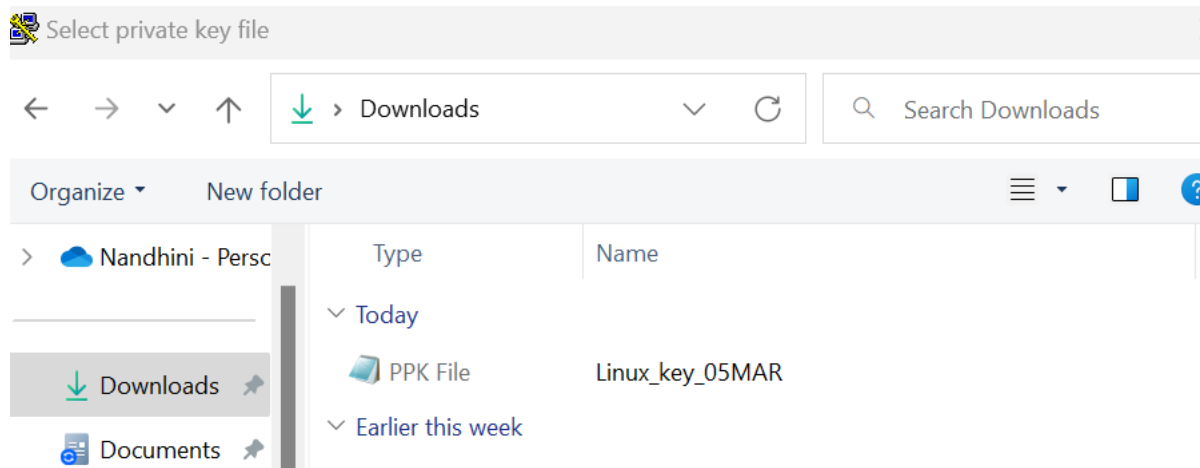 Select private key file
Downloads
Search Downloads
Organize
New folder
Nandhini - Persc
Type
Name
Today
Downloads
PPK File
Linux_key_05MAR
Earlier this week
Documents